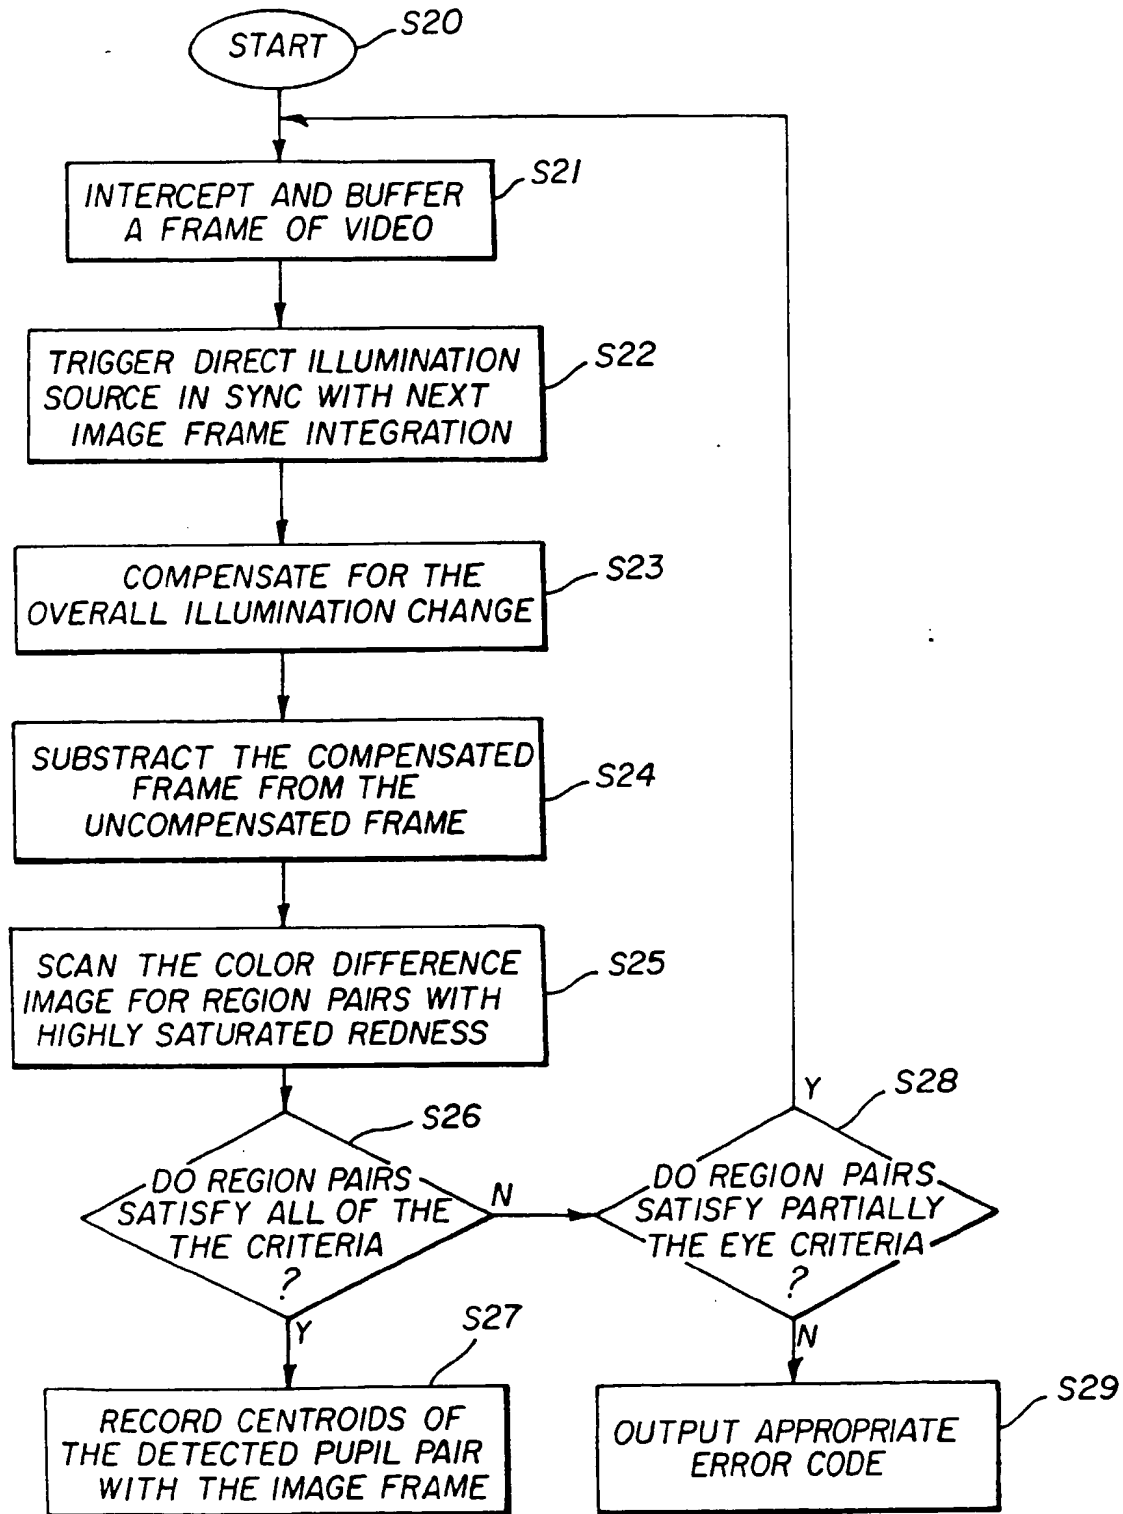 START
S20
INTERCEPT AND BUFFER
A FRAME OF VIDEO
S21
TRIGGER DIRECT ILLUMINATION
SOURCE IN SYNC WITH NEXT
IMAGE FRAME INTEGRATION
S22
COMPENSATE FOR THE
OVERALL ILLUMINATION CHANGE
S23
SUBSTRACT THE COMPENSATED
FRAME FROM THE
UNCOMPENSATED FRAME
S24
SCAN THE COLOR DIFFERENCE
IMAGE FOR REGION PAIRS WITH
HIGHLY SATURATED REDNESS
S25
DO REGION PAIRS
SATISFY ALL OF THE
THE CRITERIA
?
S26
N
Y
DO REGION PAIRS
SATISFY PARTIALLY
THE EYE CRITERIA
?
S28
Y
N
RECORD CENTROIDS OF
THE DETECTED PUPIL PAIR
WITH THE IMAGE FRAME
S27
OUTPUT APPROPRIATE
ERROR CODE
S29